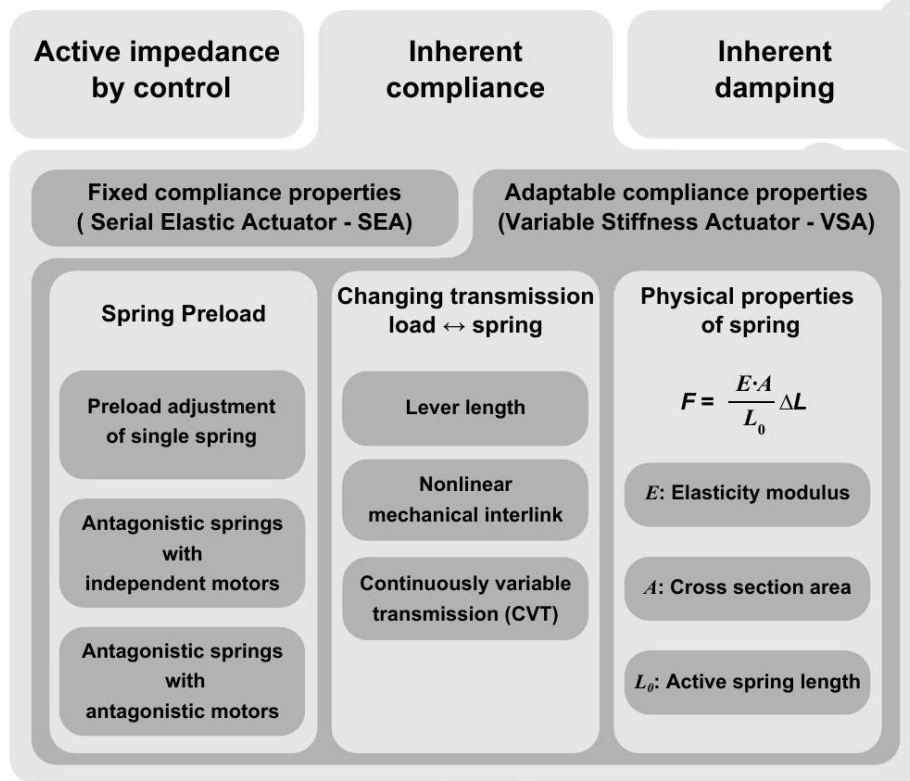 Active impedance
by control
Inherent
compliance
Inherent
damping
Fixed compliance properties
( Serial Elastic Actuator - SEA)
Adaptable compliance properties
(Variable Stiffness Actuator - VSA)
Spring Preload
Preload adjustment
of single spring
Antagonistic springs
with
independent motors
Antagonistic springs
with
antagonistic motors
Changing transmission
load ↔ spring
Lever length
Nonlinear
mechanical interlink
Continuously variable
transmission (CVT)
Physical properties
of spring
F = E·A / L₀ ΔL
E: Elasticity modulus
A: Cross section area
L₀: Active spring length